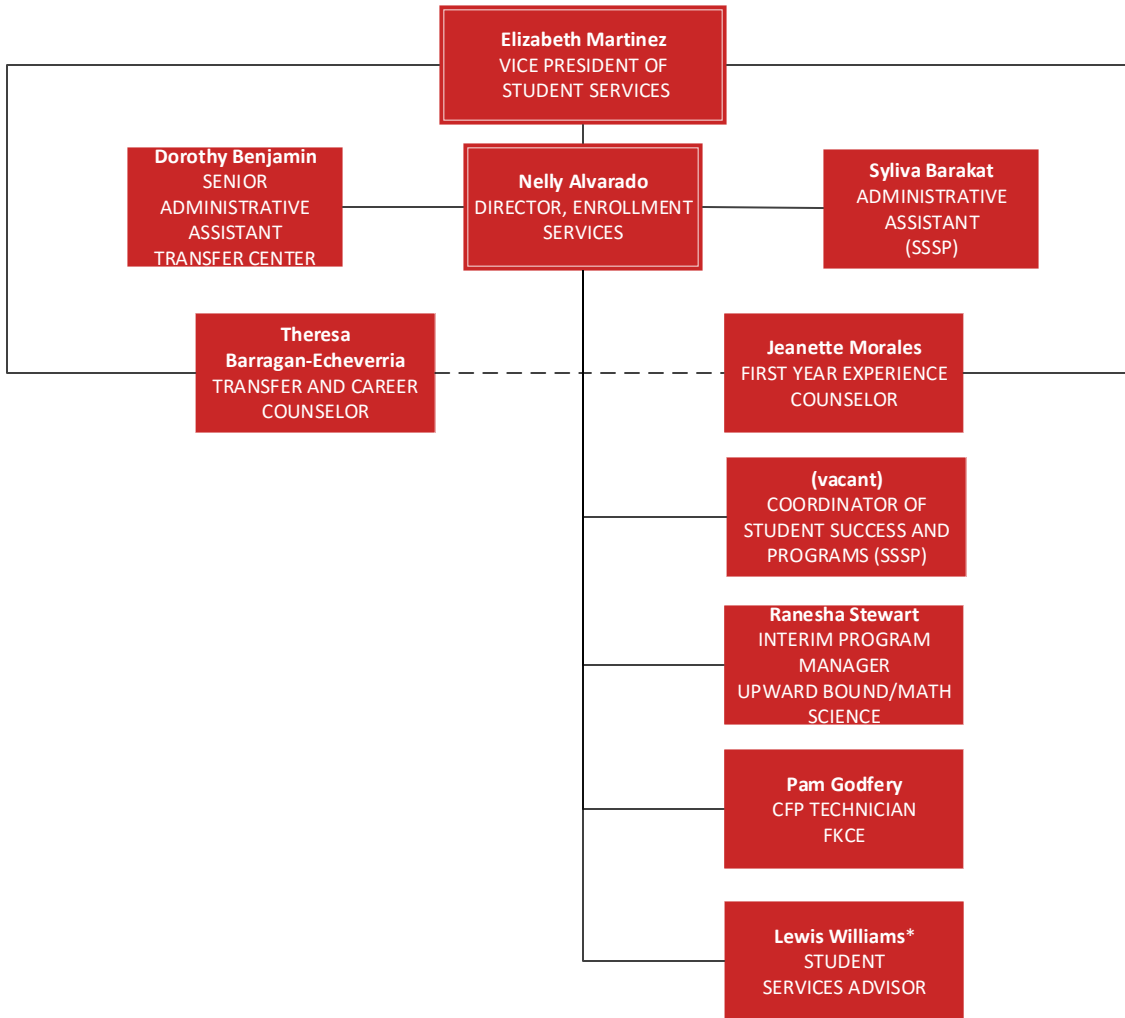 Elizabeth Martinez
VICE PRESIDENT OF
STUDENT SERVICES
Dorothy Benjamin
SENIOR
ADMINISTRATIVE
ASSISTANT
TRANSFER CENTER
Nelly Alvarado
DIRECTOR, ENROLLMENT
SERVICES
Syliva Barakat
ADMINISTRATIVE
ASSISTANT
(SSSP)
Theresa
Barragan-Echeverria
TRANSFER AND CAREER
COUNSELOR
Jeanette Morales
FIRST YEAR EXPERIENCE
COUNSELOR
(vacant)
COORDINATOR OF
STUDENT SUCCESS AND
PROGRAMS (SSSP)
Ranesha Stewart
INTERIM PROGRAM
MANAGER
UPWARD BOUND/MATH
SCIENCE
Pam Godfery
CFP TECHNICIAN
FKCE
Lewis Williams*
STUDENT
SERVICES ADVISOR